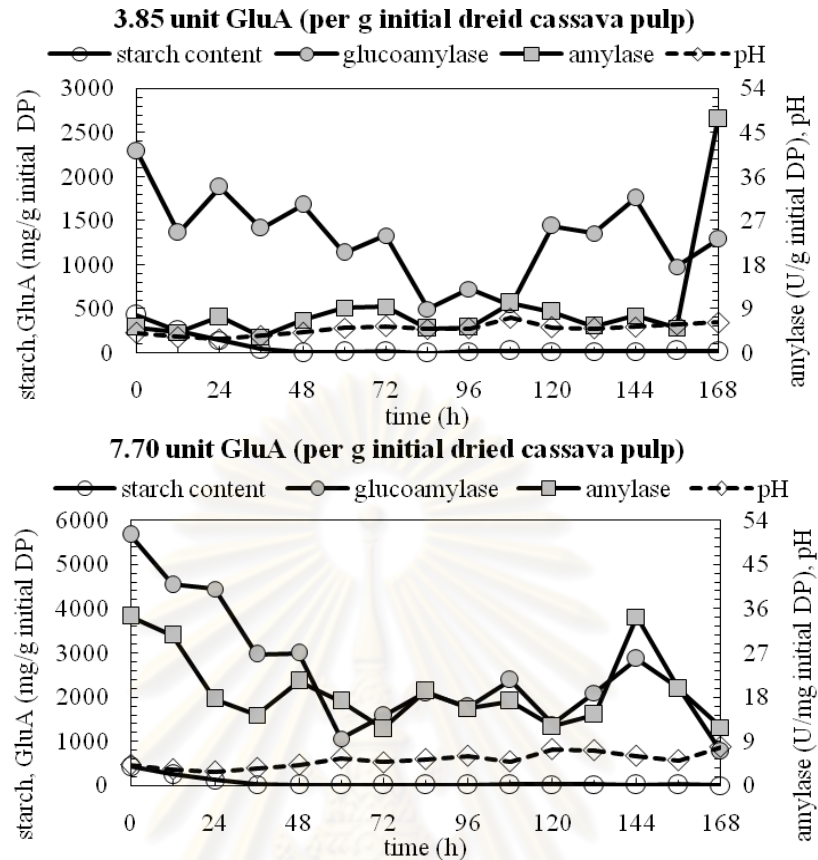 3.85 unit GluA (per g initial dreid cassava pulp)
starch content glucoamylase amylase pH
starch, GluA (mg/g initial DP)
3000
2500
2000
1500
1000
500
0
54
45
36
27
18
9
0
amylase (U/g initial DP), pH
0 24 48 72 96 120 144 168
time (h)
7.70 unit GluA (per g initial dried cassava pulp)
starch content glucoamylase amylase pH
starch, GluA (mg/g initial DP)
6000
5000
4000
3000
2000
1000
0
54
45
36
27
18
9
0
amylase (U/mg initial DP), pH
0 24 48 72 96 120 144 168
time (h)